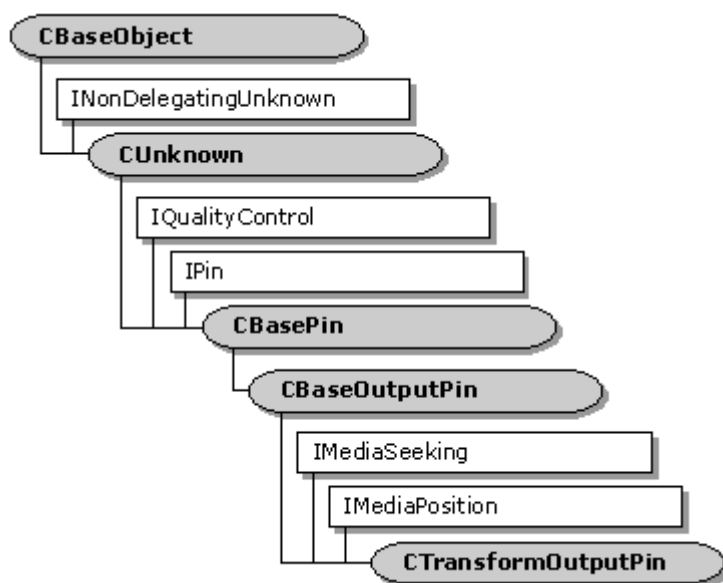 CBaseObject
INonDelegatingUnknown
CUnknown
IQualityControl
IPin
CBasePin
CBaseOutputPin
IMediaSeeking
IMediaPosition
CTransformOutputPin